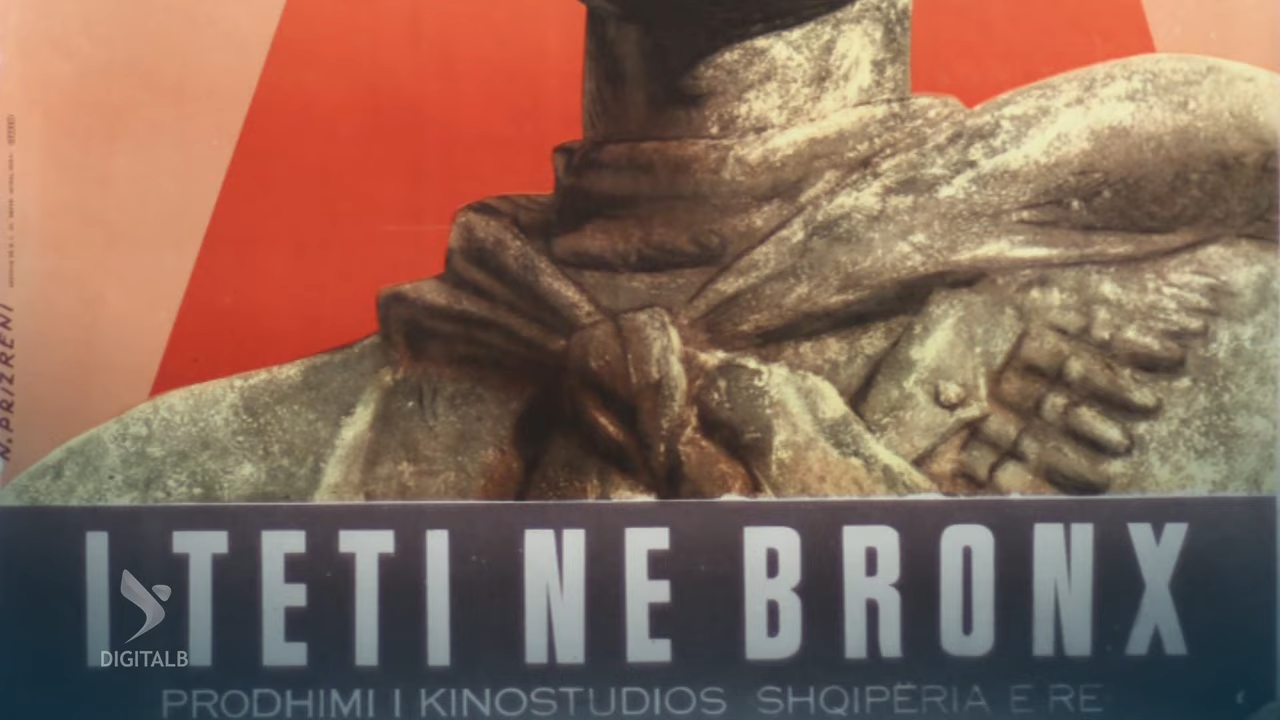 N. PRIZRENI
I TETI NE BRONX
DIGITALB
PRODHIMI I KINOSTUDIOS SHQIPËRIA E RE